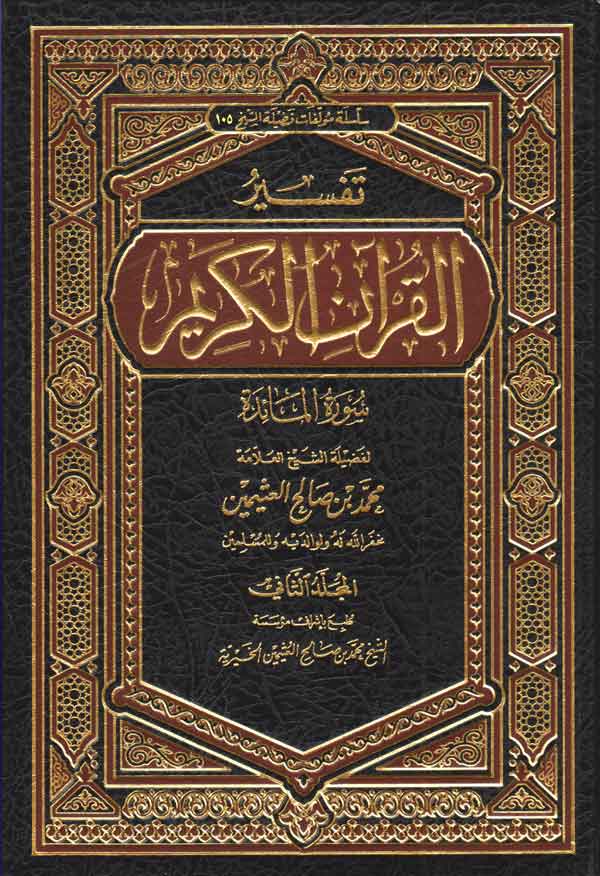 سلسلة مؤلفات فضيلة الشيخ ١٠٥
تفسير
القرآن الكريم
سورة المائدة
لفضيلة الشيخ العلامة
محمد بن صالح العثيمين
غفر الله له ولوالديه وللمسلمين
المجلد الثاني
طبع بإشراف مؤسسة
الشيخ محمد بن صالح العثيمين الخيرية